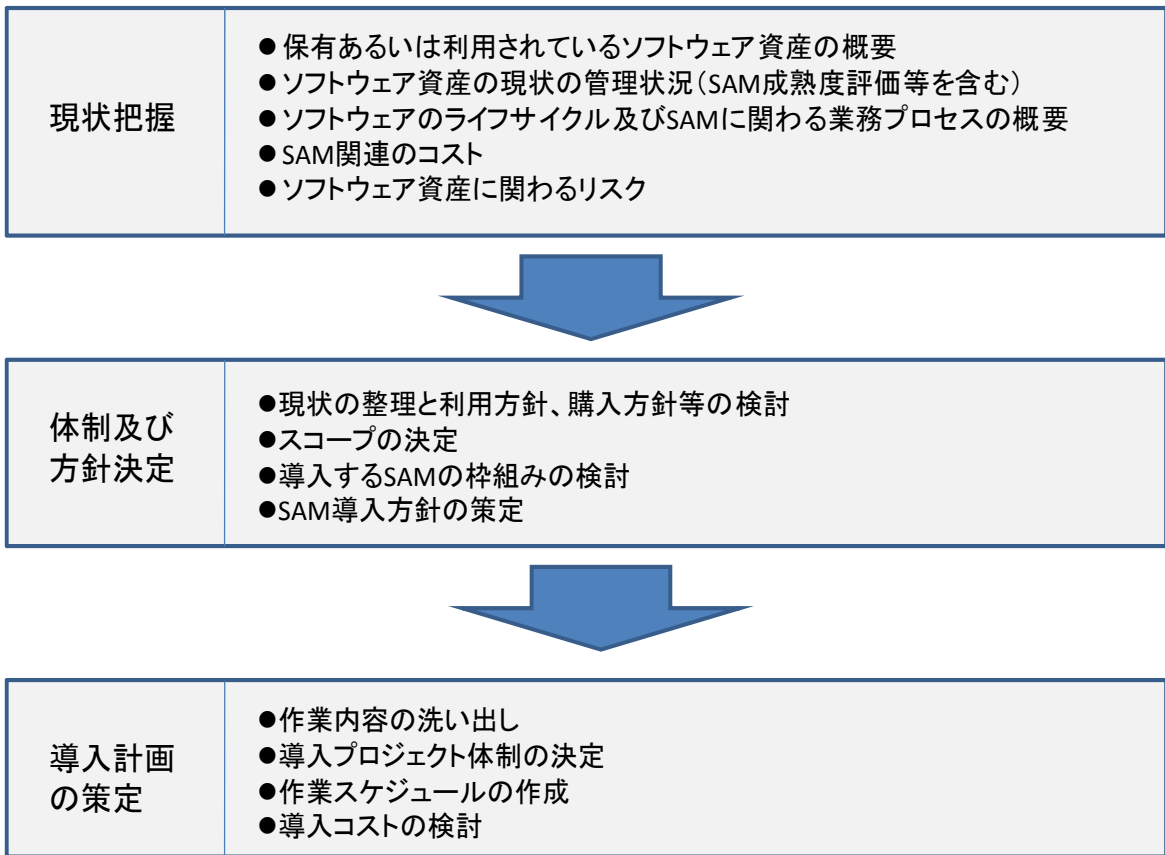 現状把握
●保有あるいは利用されているソフトウェア資産の概要
●ソフトウェア資産の現状の管理状況（SAM成熟度評価等を含む）
●ソフトウェアのライフサイクル及びSAMに関わる業務プロセスの概要
●SAM関連のコスト
●ソフトウェア資産に関わるリスク
体制及び
方針決定
●現状の整理と利用方針、購入方針等の検討
●スコープの決定
●導入するSAMの枠組みの検討
●SAM導入方針の策定
導入計画
の策定
●作業内容の洗い出し
●導入プロジェクト体制の決定
●作業スケジュールの作成
●導入コストの検討